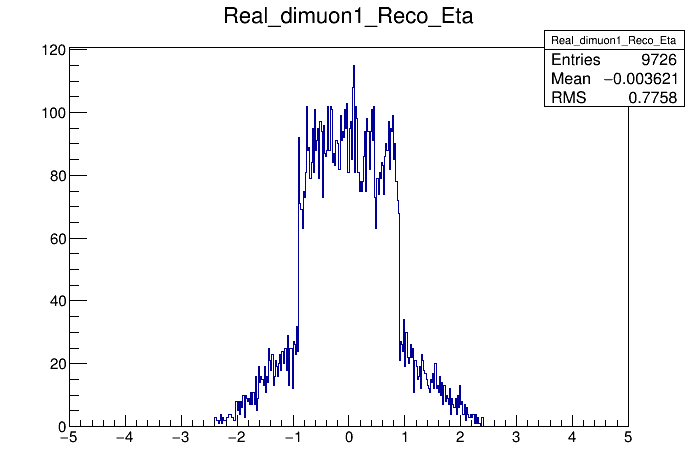 Real_dimuon1_Reco_Eta
Real_dimuon1_Reco_Eta
Entries 9726
Mean −0.003621
RMS 0.7758
120
100
80
60
40
20
0
−5 −4 −3 −2 −1 0 1 2 3 4 5